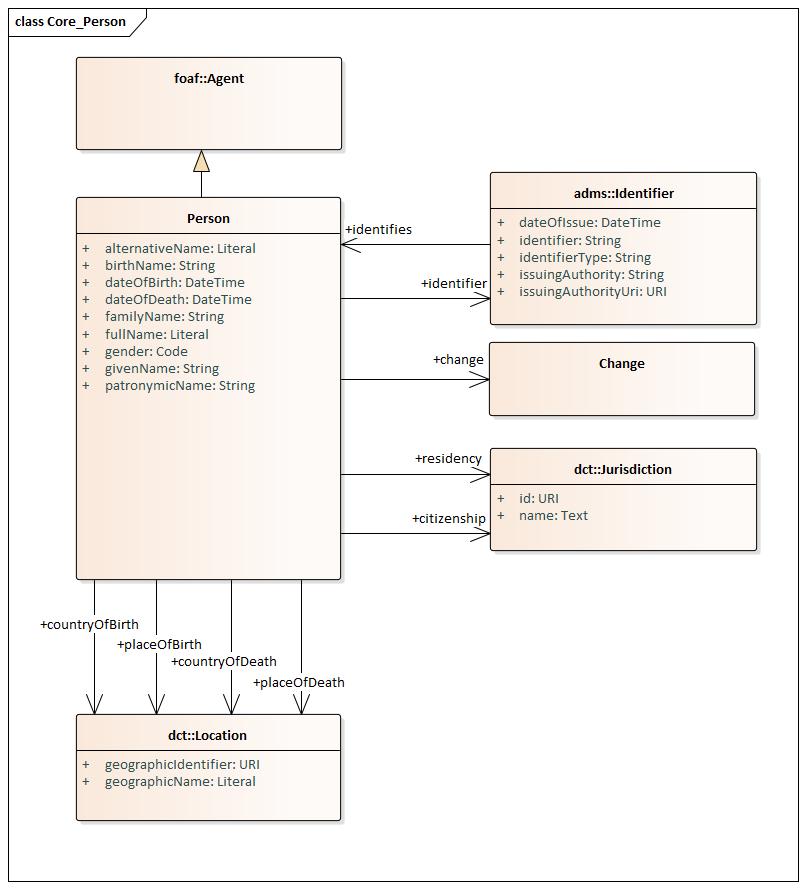 class Core_Person
foaf::Agent
Person
+ alternativeName: Literal
+ birthName: String
+ dateOfBirth: DateTime
+ dateOfDeath: DateTime
+ familyName: String
+ fullName: Literal
+ gender: Code
+ givenName: String
+ patronymicName: String
+identifies
+identifier
adms::Identifier
+ dateOfIssue: DateTime
+ identifier: String
+ identifierType: String
+ issuingAuthority: String
+ issuingAuthorityUri: URI
+change
Change
+residency
+citizenship
dct::Jurisdiction
+ id: URI
+ name: Text
+countryOfBirth
+placeOfBirth
+countryOfDeath
+placeOfDeath
dct::Location
+ geographicIdentifier: URI
+ geographicName: Literal